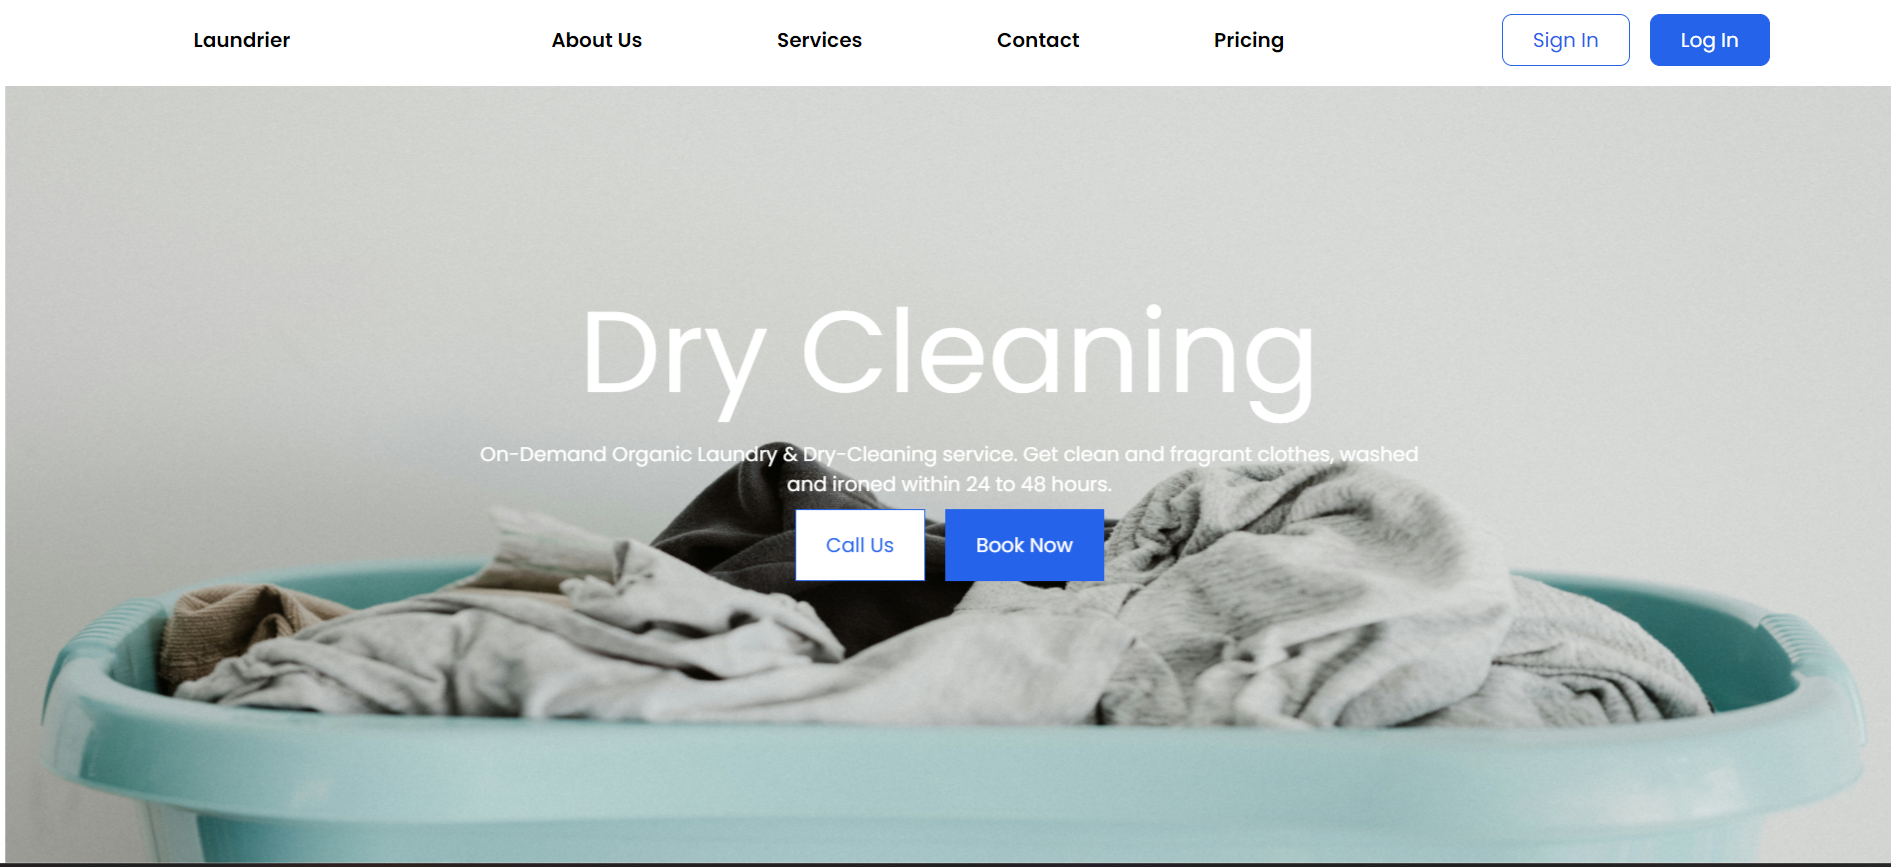 Laundrier
About Us
Services
Contact
Pricing
Sign In
Log In
Dry Cleaning
On-Demand Organic Laundry & Dry-Cleaning service. Get clean and fragrant clothes, washed
and ironed within 24 to 48 hours.
Call Us
Book Now